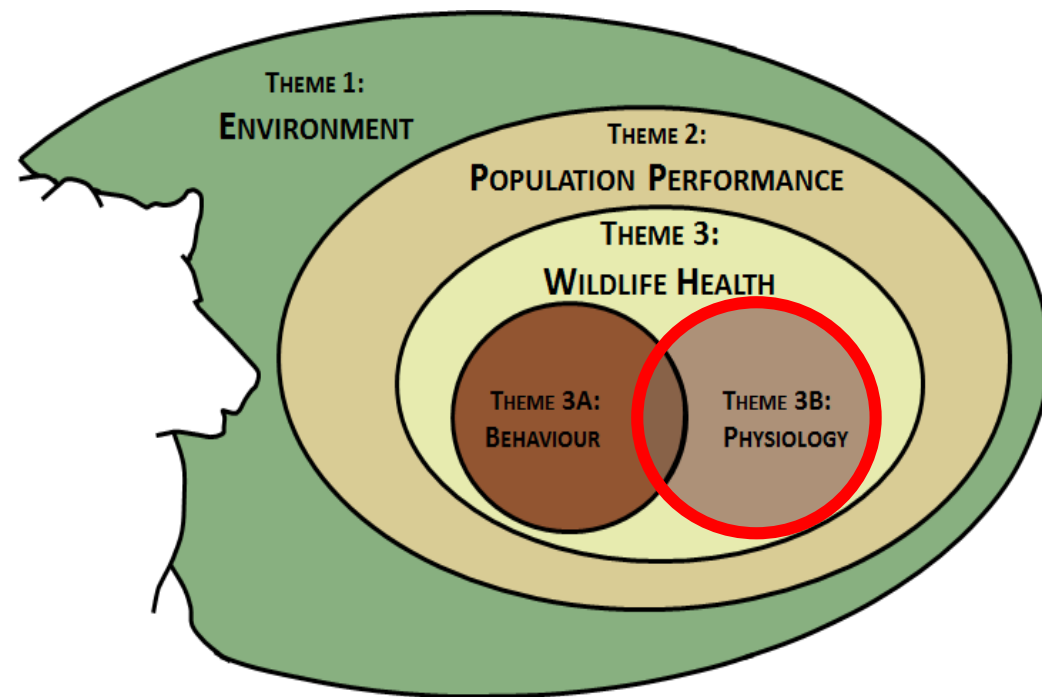 THEME 1:
ENVIRONMENT
THEME 2:
POPULATION PERFORMANCE
THEME 3:
WILDLIFE HEALTH
THEME 3A:
BEHAVIOUR
THEME 3B:
PHYSIOLOGY